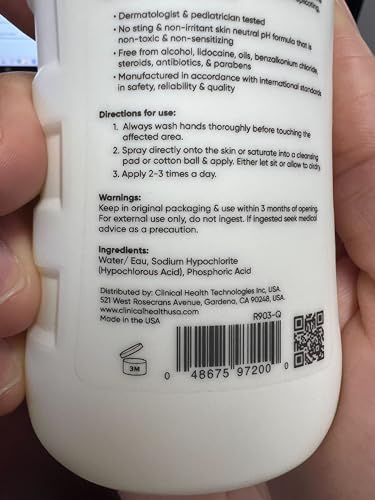 • Dermatologist & pediatrician tested
• No sting & non-irritant skin neutral pH formula that is
non-toxic & non-sensitizing
• Free from alcohol, lidocaine, oils, benzalkonium chloride,
steroids, antibiotics, & parabens
• Manufactured in accordance with international standards
in safety, reliability & quality
Directions for use:
1. Always wash hands thoroughly before touching the
affected area.
2. Spray directly onto the skin or saturate into a cleansing
pad or cotton ball & apply. Either let sit or allow to dry.
3. Apply 2-3 times a day.
Warnings:
Keep in original packaging & use within 3 months of opening.
For external use only, do not ingest. If ingested seek medical
advice as a precaution.
Ingredients:
Water/ Eau, Sodium Hypochlorite
(Hypochlorous Acid), Phosphoric Acid
Distributed by: Clinical Health Technologies Inc, USA
521 West Rosecrans Avenue, Gardena, CA 90248, USA.
www.clinicalhealthusa.com
Made in the USA
R903-Q
3M
0 48675 97200 0